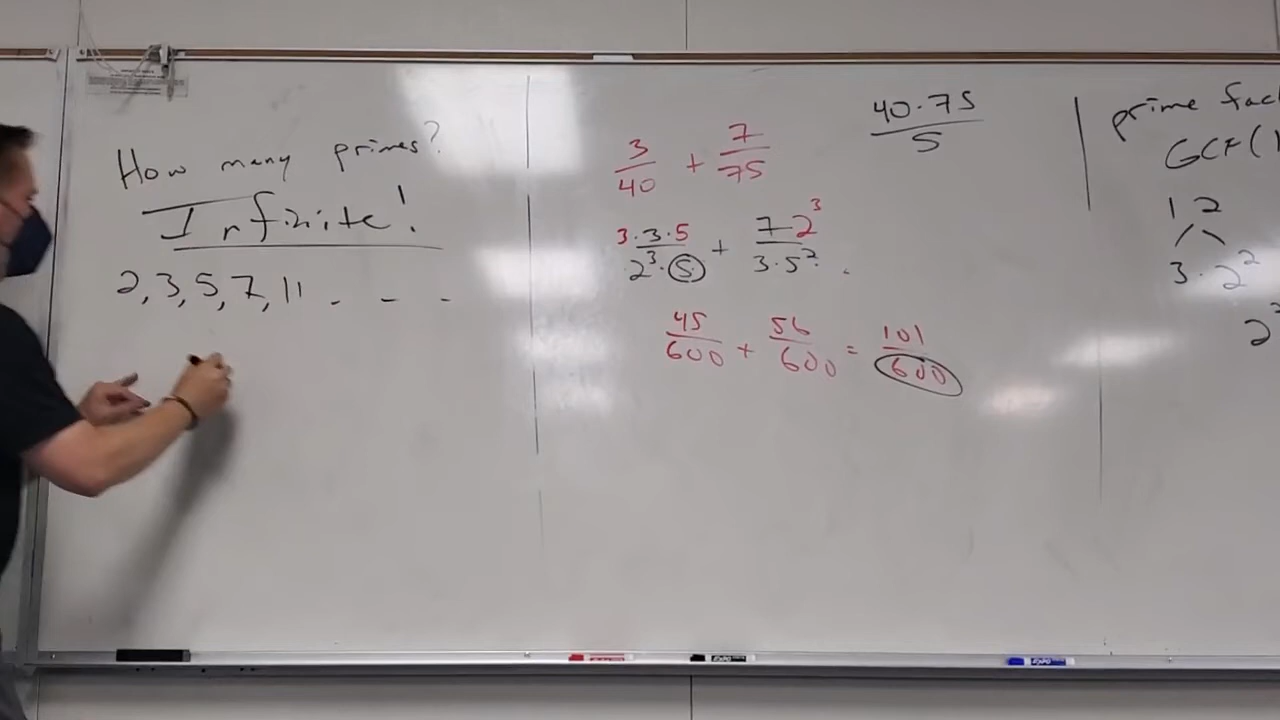 How many primes?
Infinite!
2, 3, 5, 7, 11 - - -
3/40 + 7/75
3·3·5/2³·5 + 7·2³/3·5²
45/600 + 56/600 = 101/600
40·75/5
prime fac
GCF(1
12
3·2²
2
EXPO